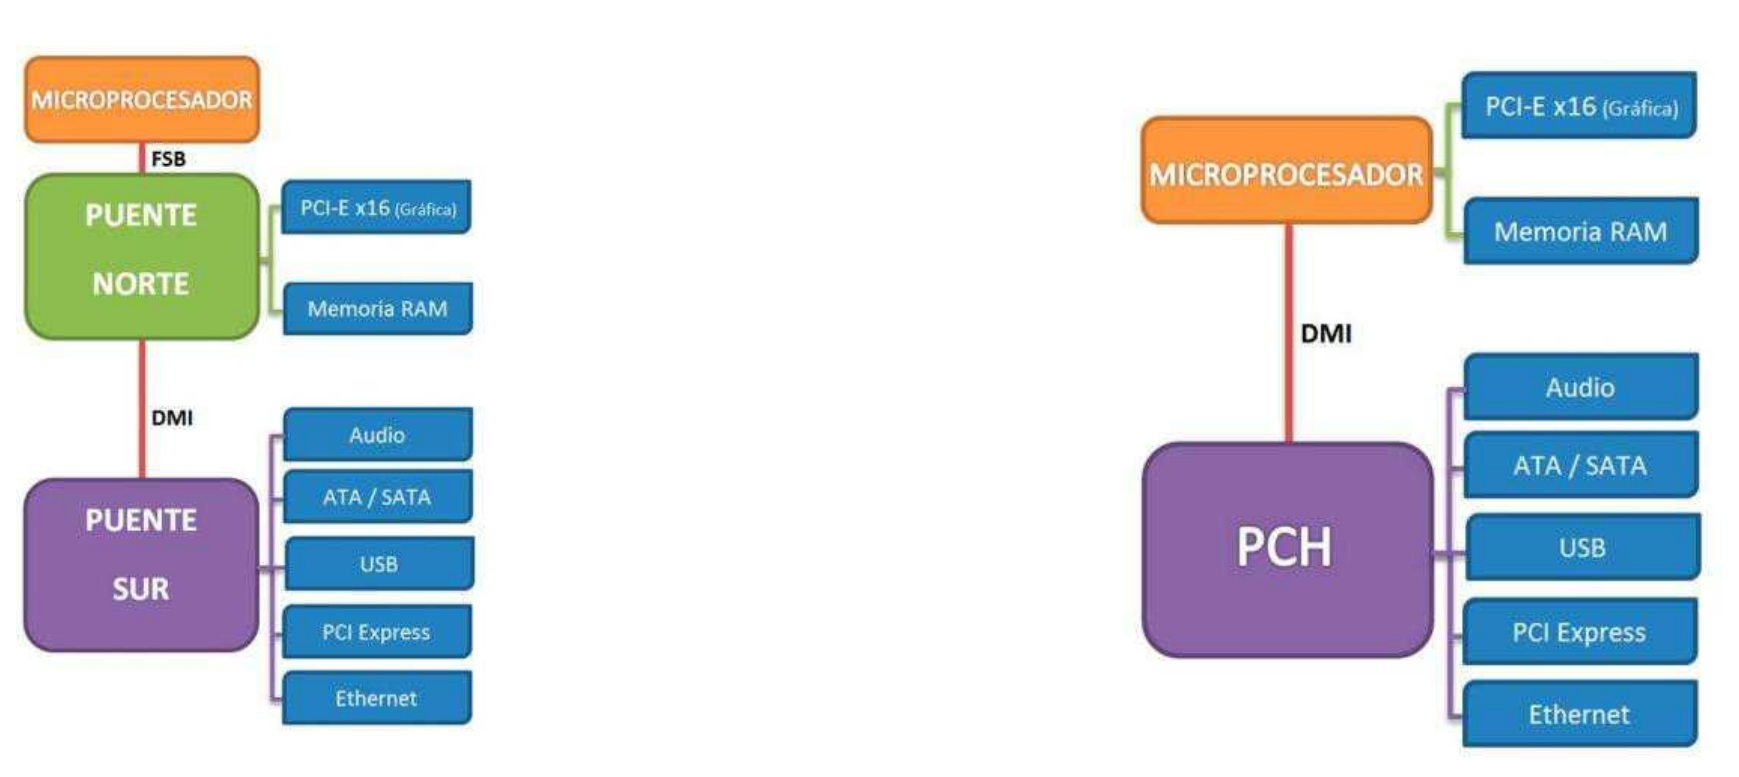 MICROPROCESADOR
FSB
PUENTE
NORTE
PCI-E x16 (Gráfica)
Memoria RAM
DMI
PUENTE
SUR
Audio
ATA / SATA
USB
PCI Express
Ethernet
MICROPROCESADOR
PCI-E x16 (Gráfica)
Memoria RAM
DMI
PCH
Audio
ATA / SATA
USB
PCI Express
Ethernet